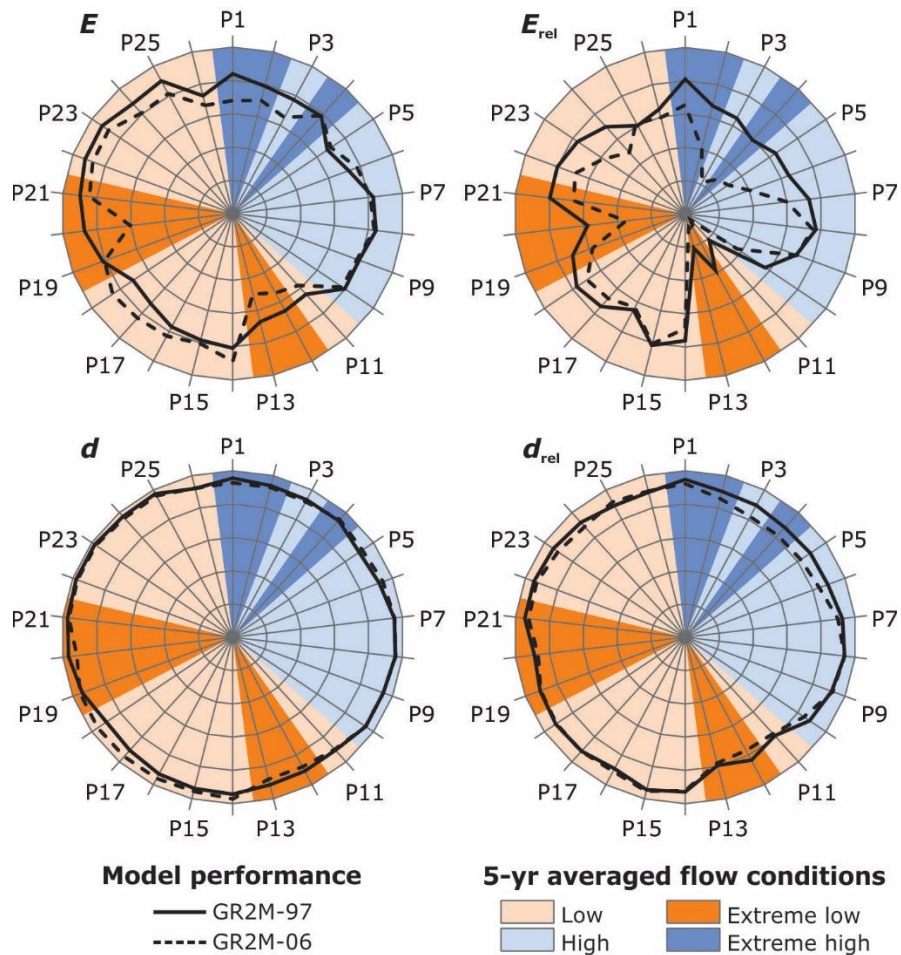 E
P1
P3
P5
P7
P9
P11
P13
P15
P17
P19
P21
P23
P25
E rel
P1
P3
P5
P7
P9
P11
P13
P15
P17
P19
P21
P23
P25
d
P1
P3
P5
P7
P9
P11
P13
P15
P17
P19
P21
P23
P25
d rel
P1
P3
P5
P7
P9
P11
P13
P15
P17
P19
P21
P23
P25
Model performance
GR2M-97
GR2M-06
5-yr averaged flow conditions
Low
Extreme low
High
Extreme high